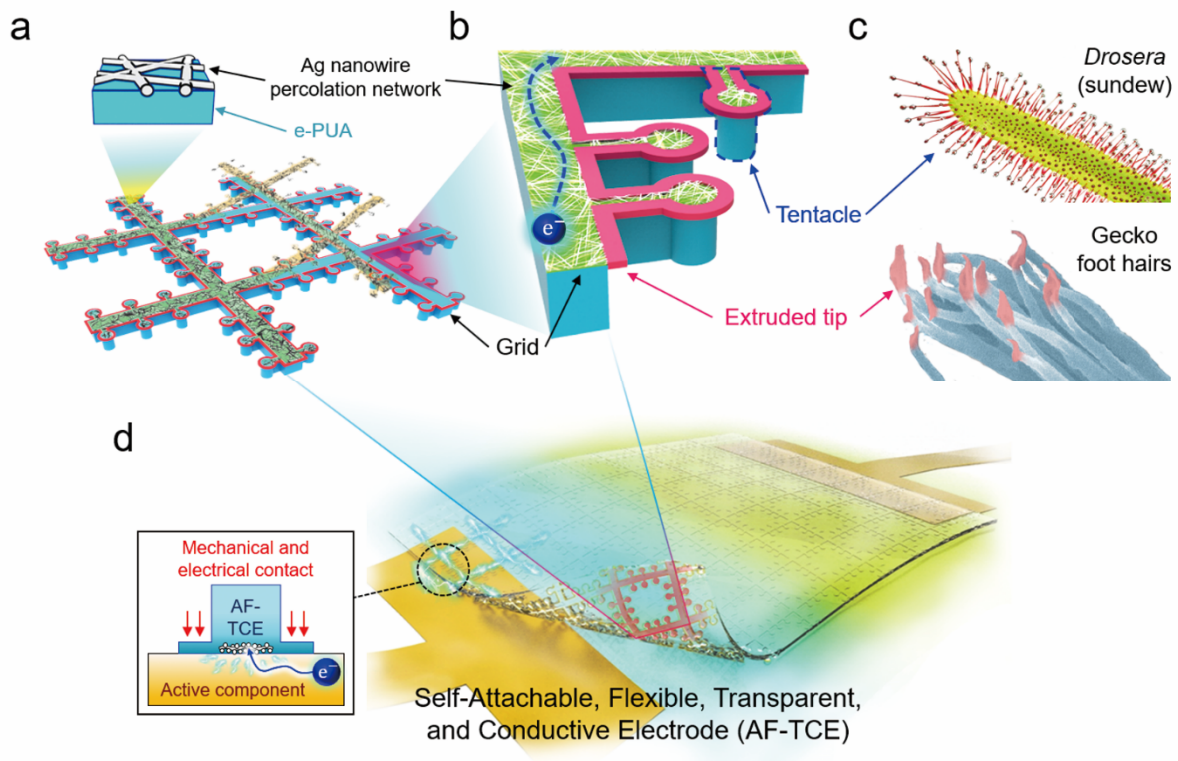 a
Ag nanowire
percolation network
e-PUA
b
e⁻
Tentacle
Extruded tip
Grid
c
Drosera
(sundew)
Gecko
foot hairs
d
Mechanical and
electrical contact
AF-
TCE
e⁻
Active component
Self-Attachable, Flexible, Transparent,
and Conductive Electrode (AF-TCE)